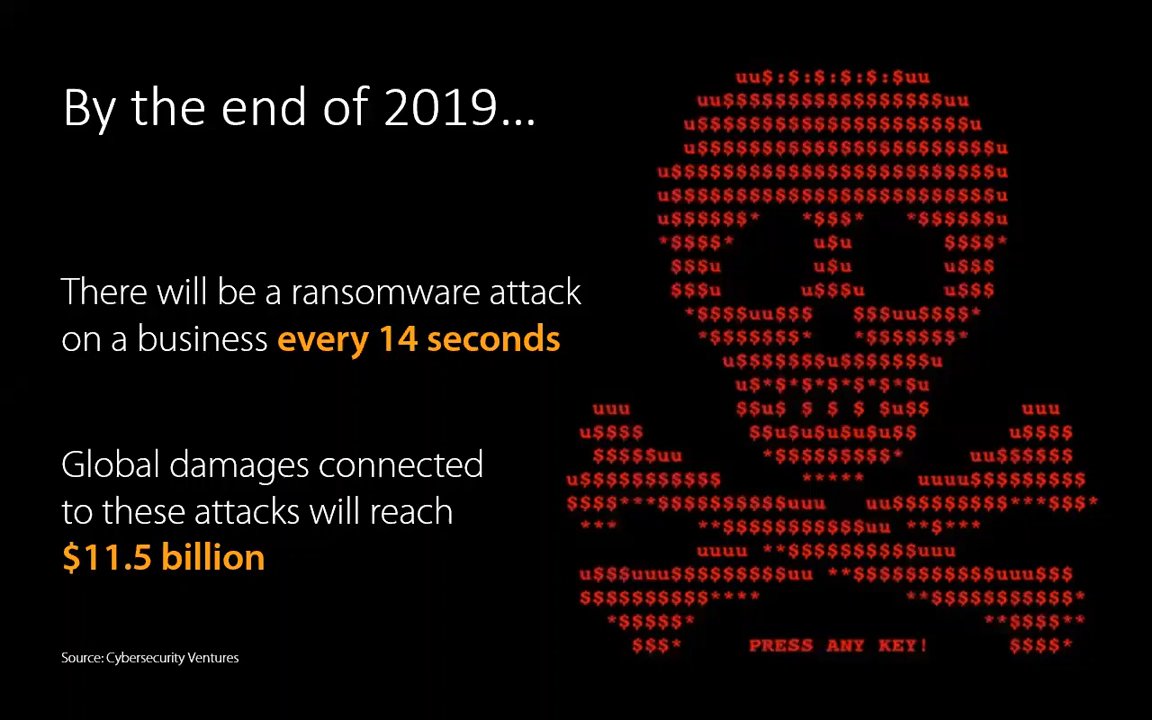 By the end of 2019...
There will be a ransomware attack
on a business every 14 seconds
Global damages connected
to these attacks will reach
$11.5 billion
Source: Cybersecurity Ventures
PRESS ANY KEY!